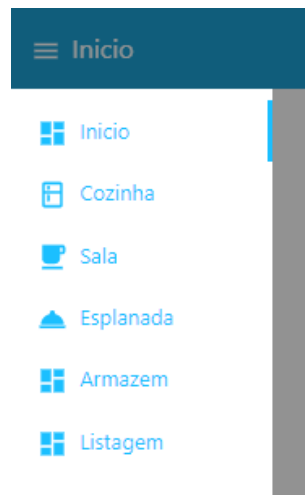 Inicio
Inicio
Cozinha
Sala
Esplanada
Armazem
Listagem